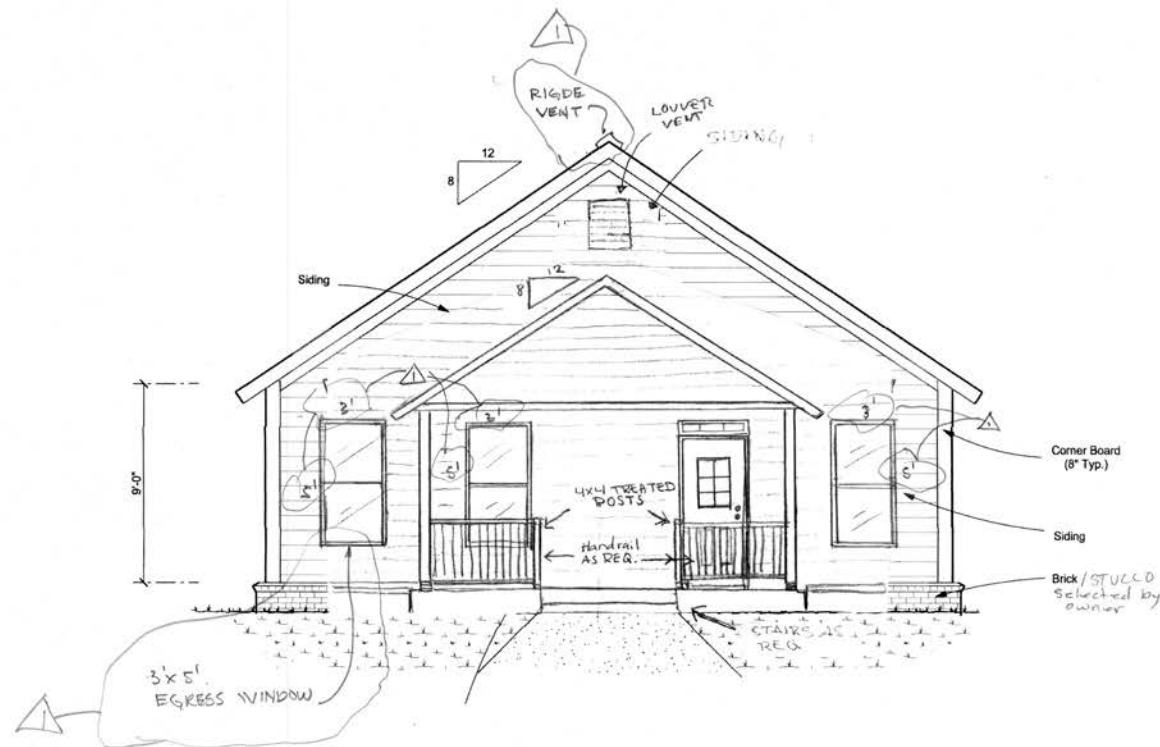 1
RIGDE
VENT
LOUVER
VENT
SIDING
12
8
Siding
12
8
1
3'
3'
3'
1
5'
5'
5'
9'-0"
4x4 TREATED
POSTS
Handrail
AS REQ.
Corner Board
(8" Typ.)
Siding
Brick / STUCCO
Selected by
owner
STAIRS AS
REQ
3'x5'
EGRESS WINDOW
1